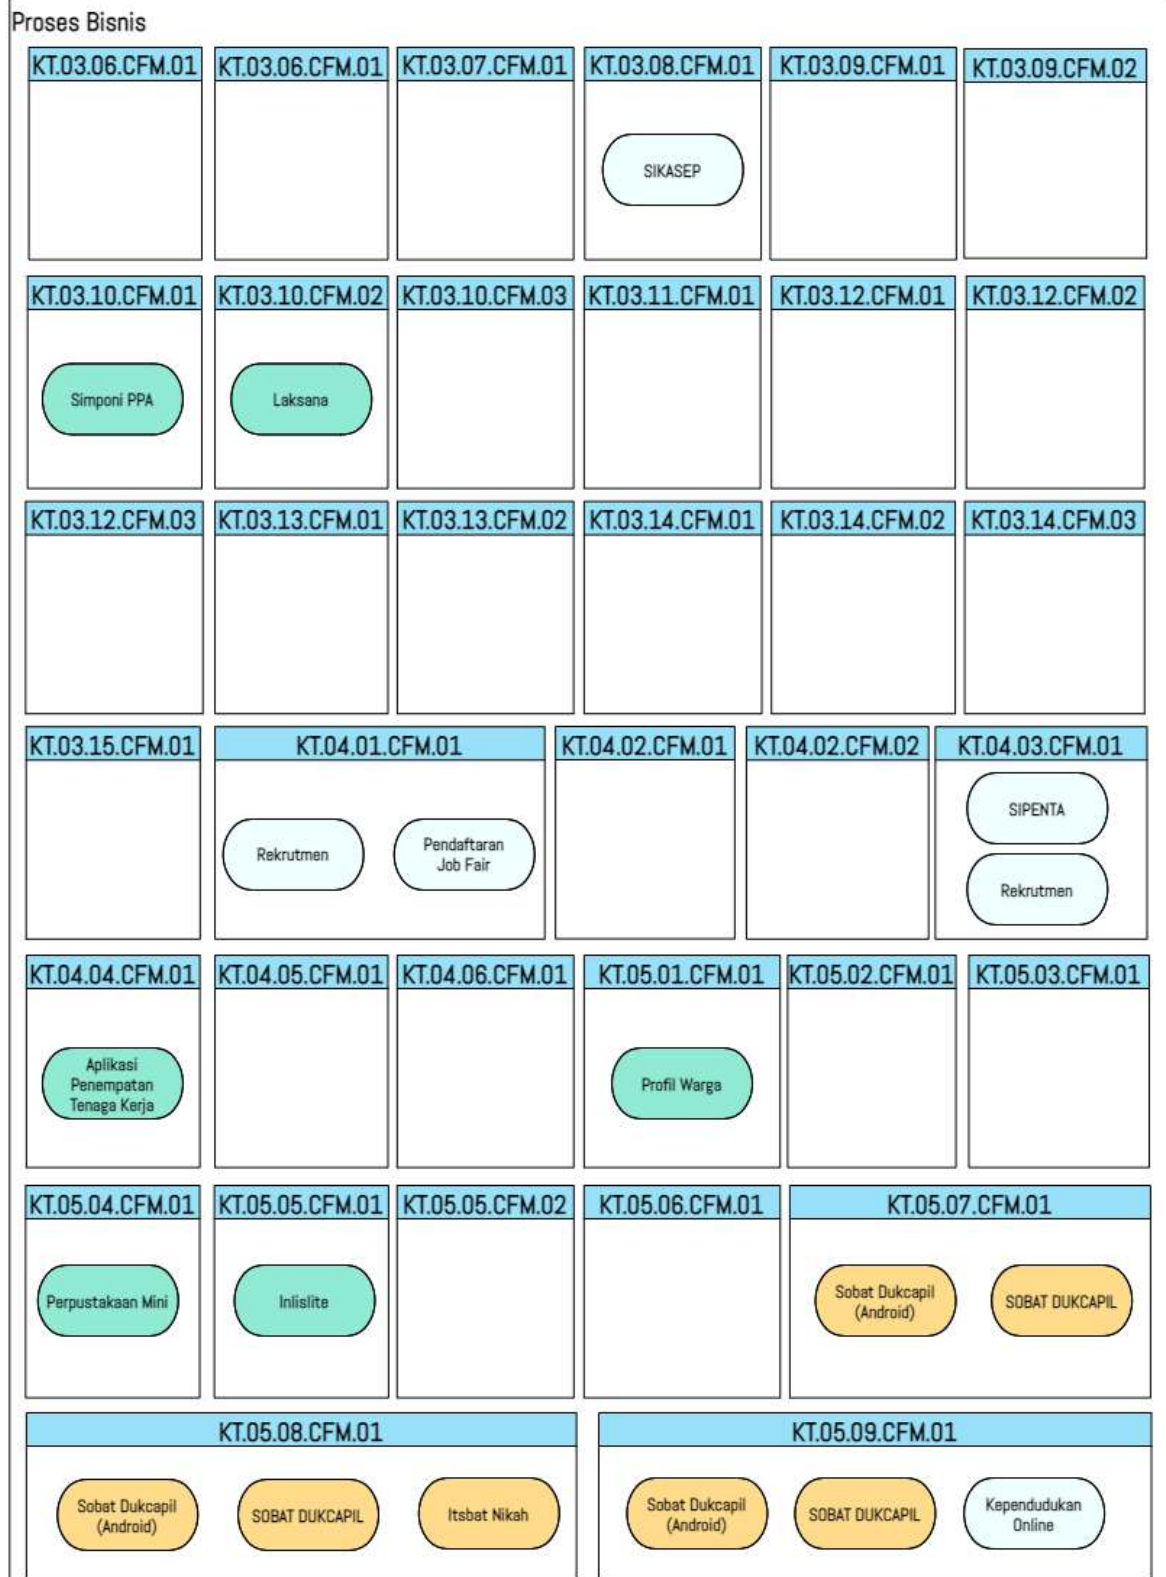 Proses Bisnis
KT.03.06.CFM.01 KT.03.06.CFM.01 KT.03.07.CFM.01 KT.03.08.CFM.01 KT.03.09.CFM.01 KT.03.09.CFM.02
SIKASEP
KT.03.10.CFM.01 KT.03.10.CFM.02 KT.03.10.CFM.03 KT.03.11.CFM.01 KT.03.12.CFM.01 KT.03.12.CFM.02
Simponi PPA
Laksana
KT.03.12.CFM.03 KT.03.13.CFM.01 KT.03.13.CFM.02 KT.03.14.CFM.01 KT.03.14.CFM.02 KT.03.14.CFM.03
KT.03.15.CFM.01 KT.04.01.CFM.01 KT.04.02.CFM.01 KT.04.02.CFM.02 KT.04.03.CFM.01
Rekrutmen
Pendaftaran
Job Fair
SIPENTA
Rekrutmen
KT.04.04.CFM.01 KT.04.05.CFM.01 KT.04.06.CFM.01 KT.05.01.CFM.01 KT.05.02.CFM.01 KT.05.03.CFM.01
Aplikasi
Penempatan
Tenaga Kerja
Profil Warga
KT.05.04.CFM.01 KT.05.05.CFM.01 KT.05.05.CFM.02 KT.05.06.CFM.01 KT.05.07.CFM.01
Perpustakaan Mini
Inlislite
Sobat Dukcapil
(Android)
SOBAT DUKCAPIL
KT.05.08.CFM.01 KT.05.09.CFM.01
Sobat Dukcapil
(Android)
SOBAT DUKCAPIL
Itsbat Nikah
Sobat Dukcapil
(Android)
SOBAT DUKCAPIL
Kependudukan
Online